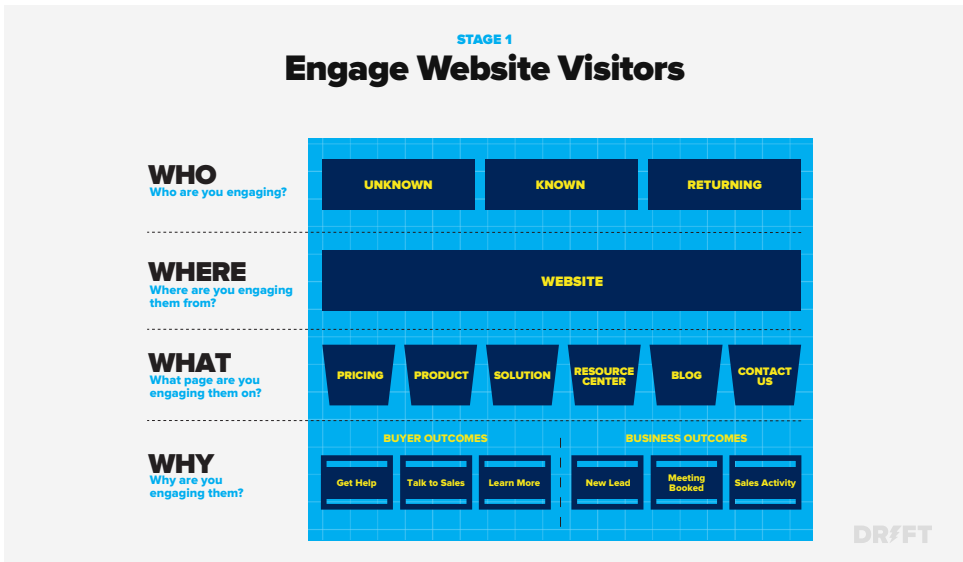 STAGE 1
Engage Website Visitors
WHO
Who are you engaging?
UNKNOWN
KNOWN
RETURNING
WHERE
Where are you engaging
them from?
WEBSITE
WHAT
What page are you
engaging them on?
PRICING
PRODUCT
SOLUTION
RESOURCE
CENTER
BLOG
CONTACT
US
WHY
Why are you
engaging them?
BUYER OUTCOMES
Get Help
Talk to Sales
Learn More
BUSINESS OUTCOMES
New Lead
Meeting
Booked
Sales Activity
DRIFT